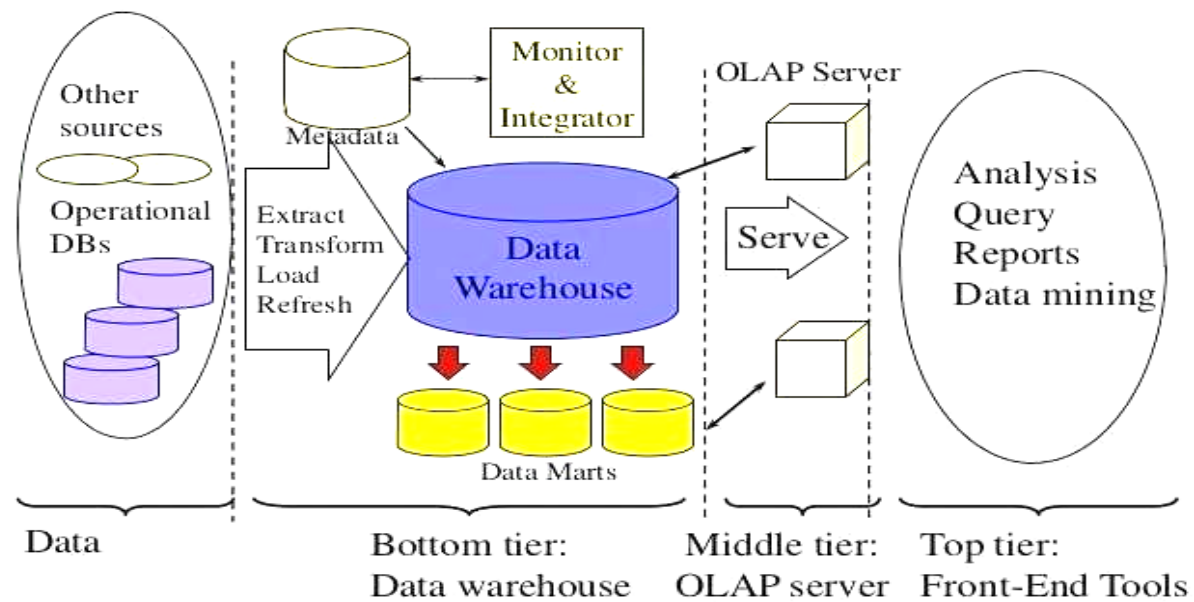 Other
sources
Operational
DBs
Metadata
Monitor
&
Integrator
Extract
Transform
Load
Refresh
Data
Warehouse
Data Marts
OLAP Server
Serve
Analysis
Query
Reports
Data mining
Data
Bottom tier:
Data warehouse
Middle tier:
OLAP server
Top tier:
Front-End Tools